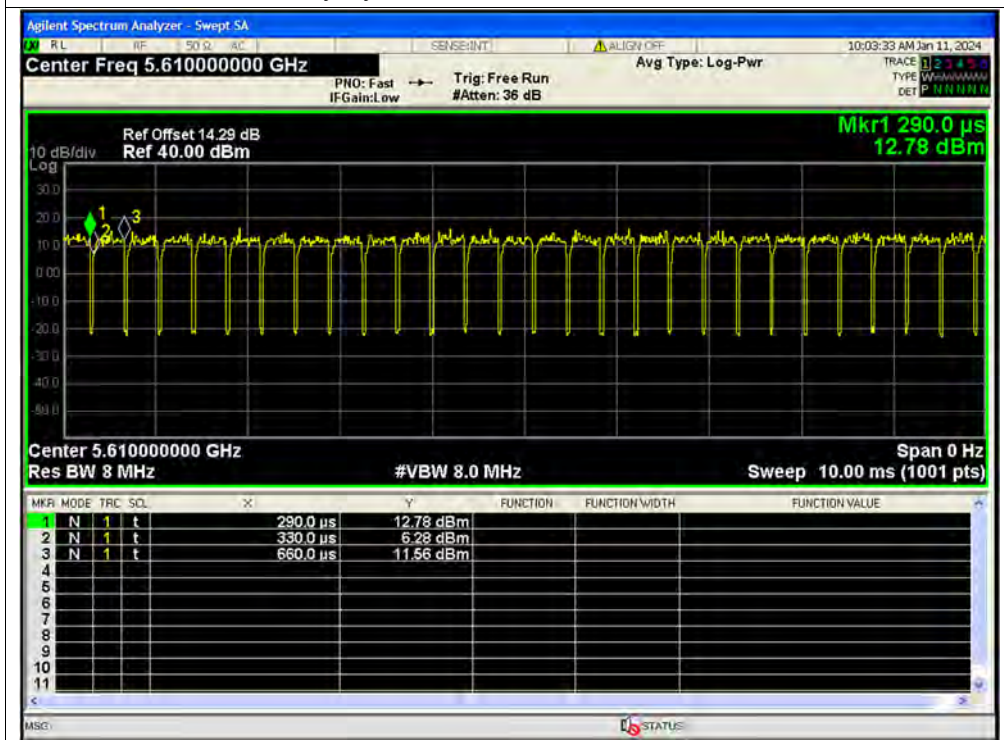 Agilent Spectrum Analyzer - Swept SA
RL RF 50 Ω AC SENSE:INT ALIGN OFF 10:03:33 AM Jan 11, 2024
Center Freq 5.610000000 GHz Avg Type: Log-Pwr TRACE 1 2 3 4 5 6
PNO: Fast Trig: Free Run TYPE
IFGain:Low #Atten: 36 dB DET P N N N N N
Mkr1 290.0 µs
Ref Offset 14.29 dB
10 dB/div Ref 40.00 dBm 12.78 dBm
Log
30.0
20.0
10.0
0.00
-10.0
-20.0
-30.0
-40.0
-50.0
1
2
3
Center 5.610000000 GHz Span 0 Hz
Res BW 8 MHz #VBW 8.0 MHz Sweep 10.00 ms (1001 pts)
MKR MODE TRC SCL X Y FUNCTION FUNCTION WIDTH FUNCTION VALUE
1 N 1 t 290.0 µs 12.78 dBm
2 N 1 t 330.0 µs 6.28 dBm
3 N 1 t 660.0 µs 11.56 dBm
4
5
6
7
8
9
10
11
MSG STATUS